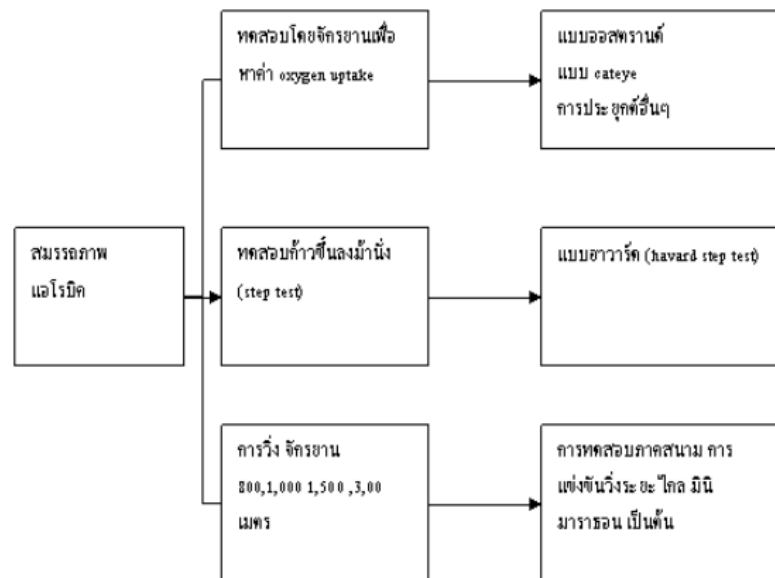 ทดสอบโดยจักรยานเพื่อ
หาค่า oxygen uptake
แบบออสตรานด์
แบบ cateye
การประยุกต์อื่นๆ
สมรรถภาพ
แอโรบิค
ทดสอบก้าวขึ้นลงม้านั่ง
(step test)
แบบฮาวาร์ด (havard step test)
การวิ่ง จักรยาน
800,1,000 1,500 ,3,00
เมตร
การทดสอบภาคสนาม การ
แข่งขันวิ่งระยะไกล มินิ
มาราธอน เป็นต้น